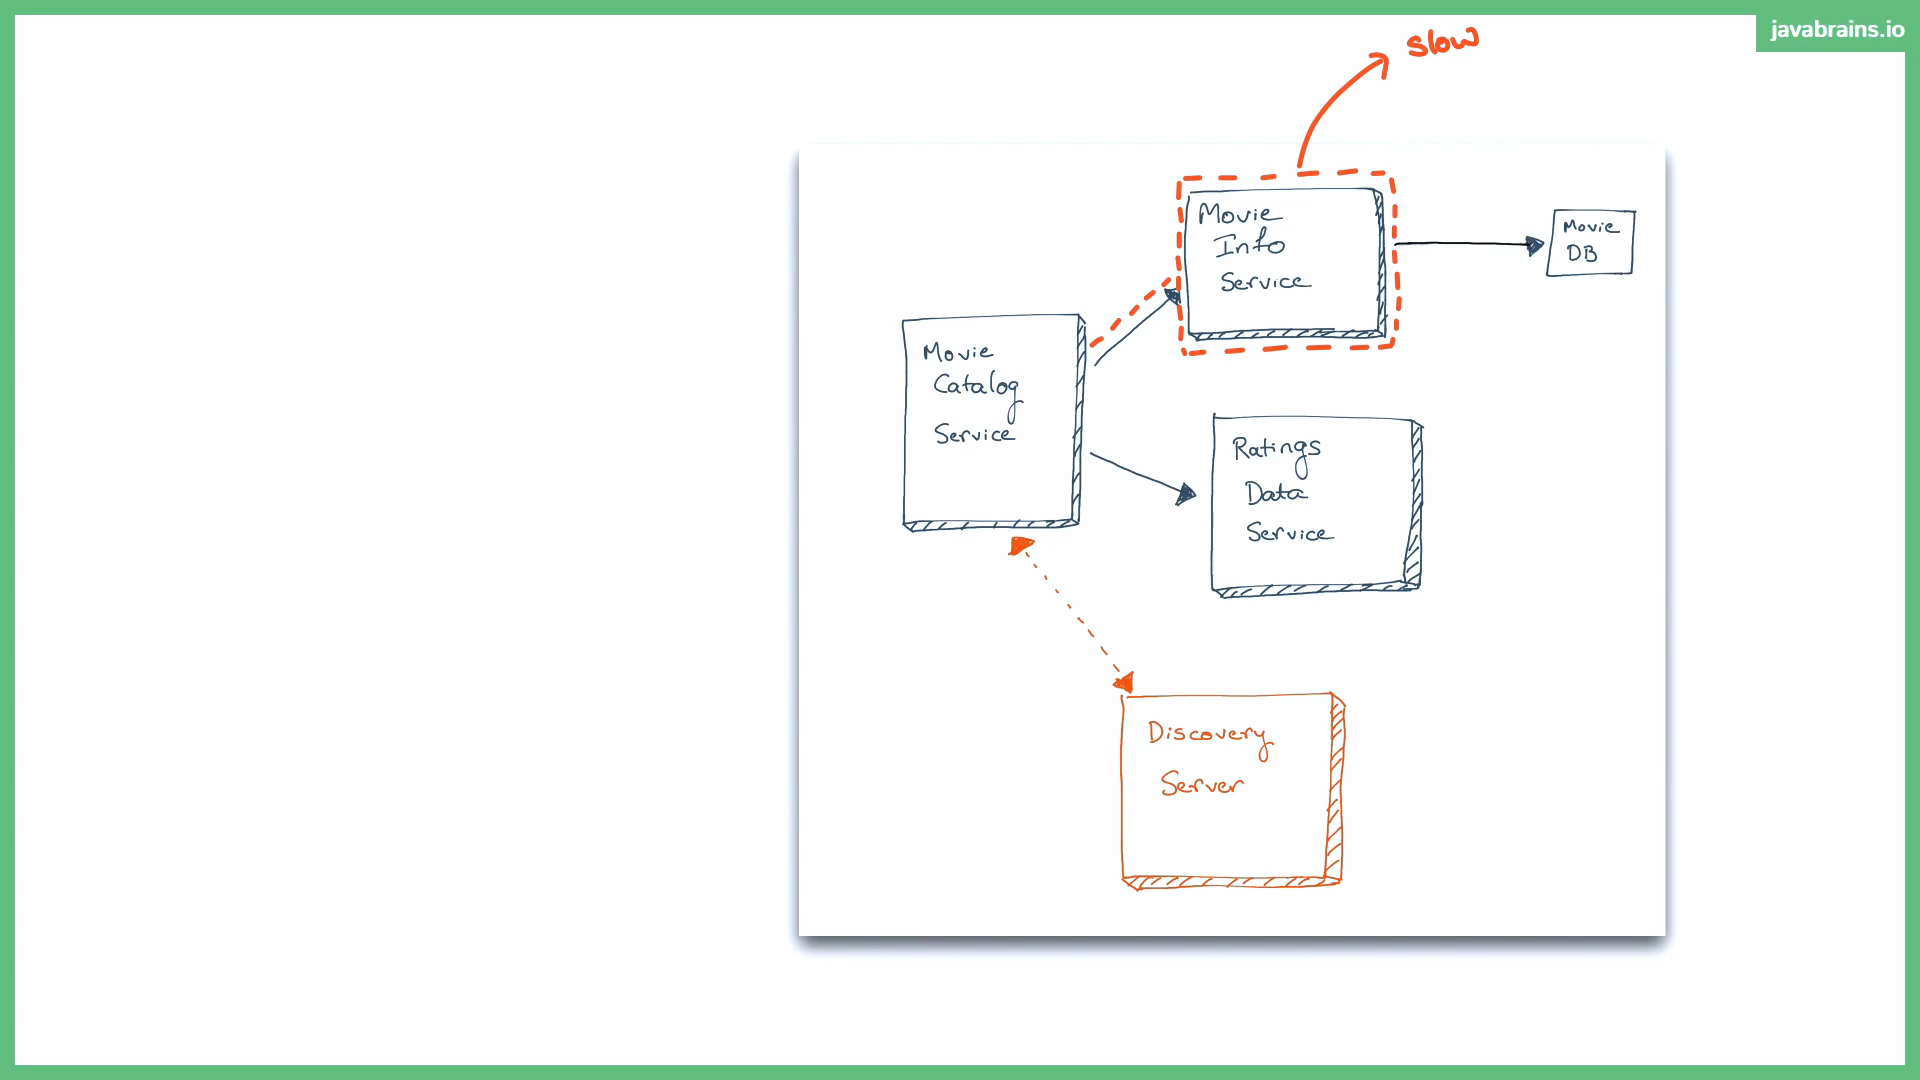 javabrains.io
slow
Movie
Info
Service
Movie
DB
Movie
Catalog
Service
Ratings
Data
Service
Discovery
Server